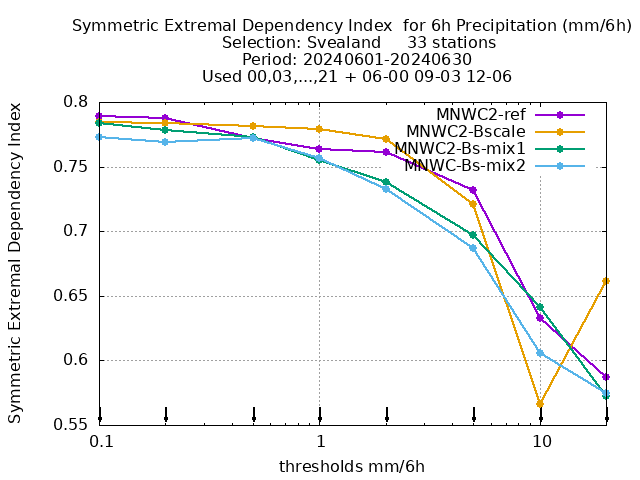 Symmetric Extremal Dependency Index  for 6h Precipitation (mm/6h)
Selection: Svealand     33 stations
Period: 20240601-20240630
Used 00,03,...,21 + 06-00 09-03 12-06
Symmetric Extremal Dependency Index
0.8
0.75
0.7
0.65
0.6
0.55
MNWC2-ref
MNWC2-Bscale
MNWC2-Bs-mix1
MNWC-Bs-mix2
0.1
1
10
thresholds mm/6h